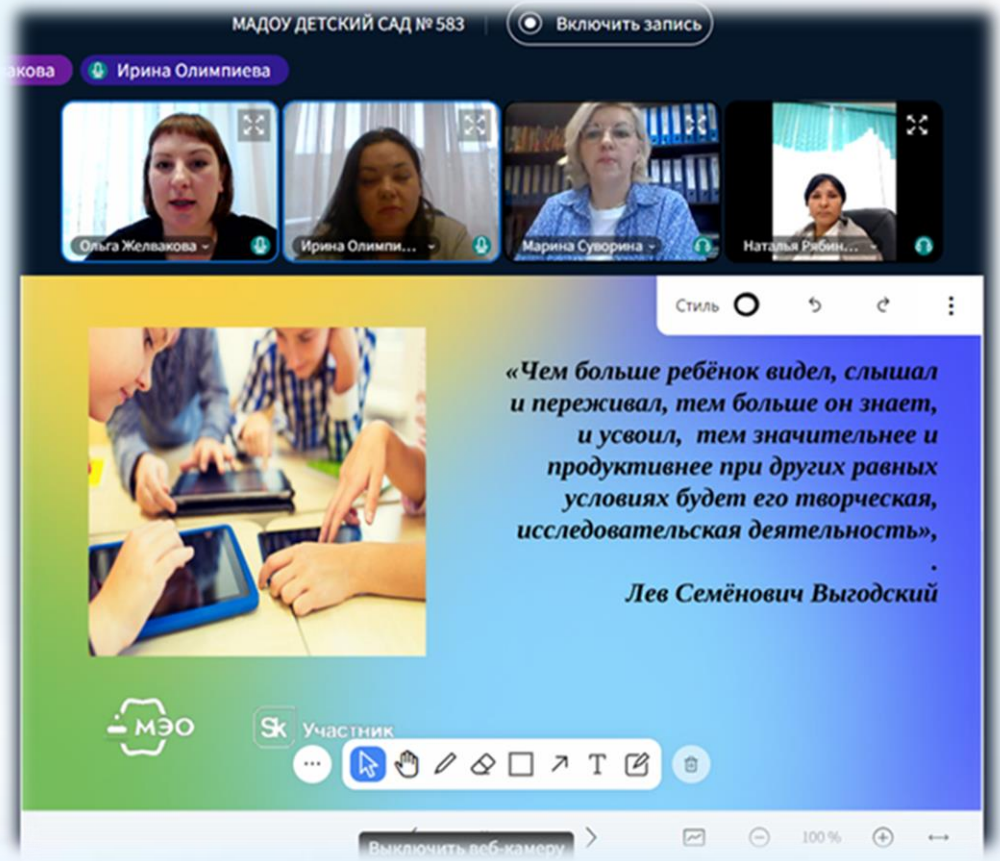 МАДОУ ДЕТСКИЙ САД № 583
Включить запись
акова
Ирина Олимпиева
Ольга Желвакова
Ирина Олимпи...
Марина Суворина
Наталья Рябин...
Стиль
«Чем больше ребёнок видел, слышал
и переживал, тем больше он знает,
и усвоил, тем значительнее и
продуктивнее при других равных
условиях будет его творческая,
исследовательская деятельность»,
.
Лев Семёнович Выгодский
МЭО
Sk Участник
T
100 %
Выключить веб-камеру